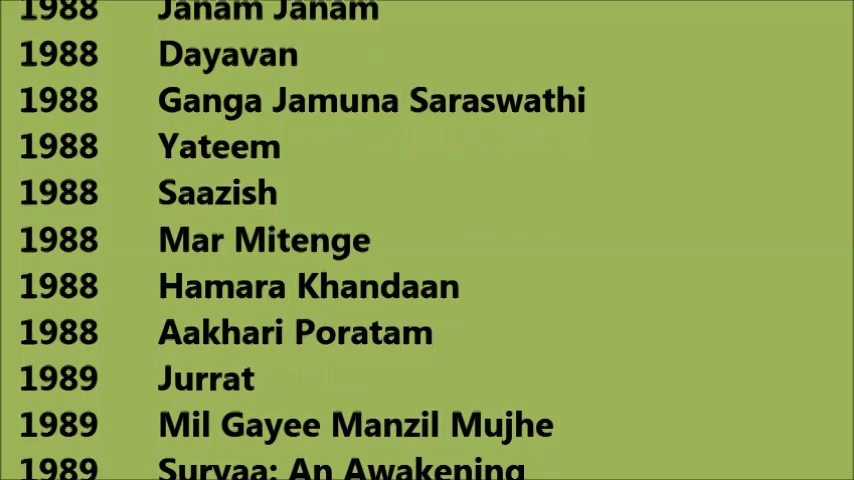 1988 Janam Janam
1988 Dayavan
1988 Ganga Jamuna Saraswathi
1988 Yateem
1988 Saazish
1988 Mar Mitenge
1988 Hamara Khandaan
1988 Aakhari Poratam
1989 Jurrat
1989 Mil Gayee Manzil Mujhe
1989 Suryaa: An Awakening